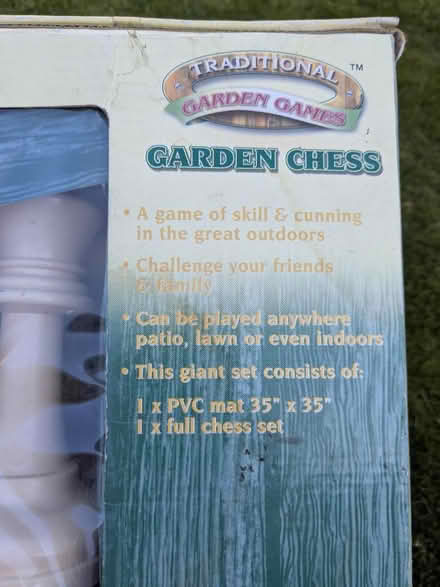 TRADITIONAL ™
GARDEN GAMES
GARDEN CHESS
• A game of skill & cunning
in the great outdoors
• Challenge your friends
& family
• Can be played anywhere
patio, lawn or even indoors
• This giant set consists of:
1 x PVC mat 35" x 35"
1 x full chess set